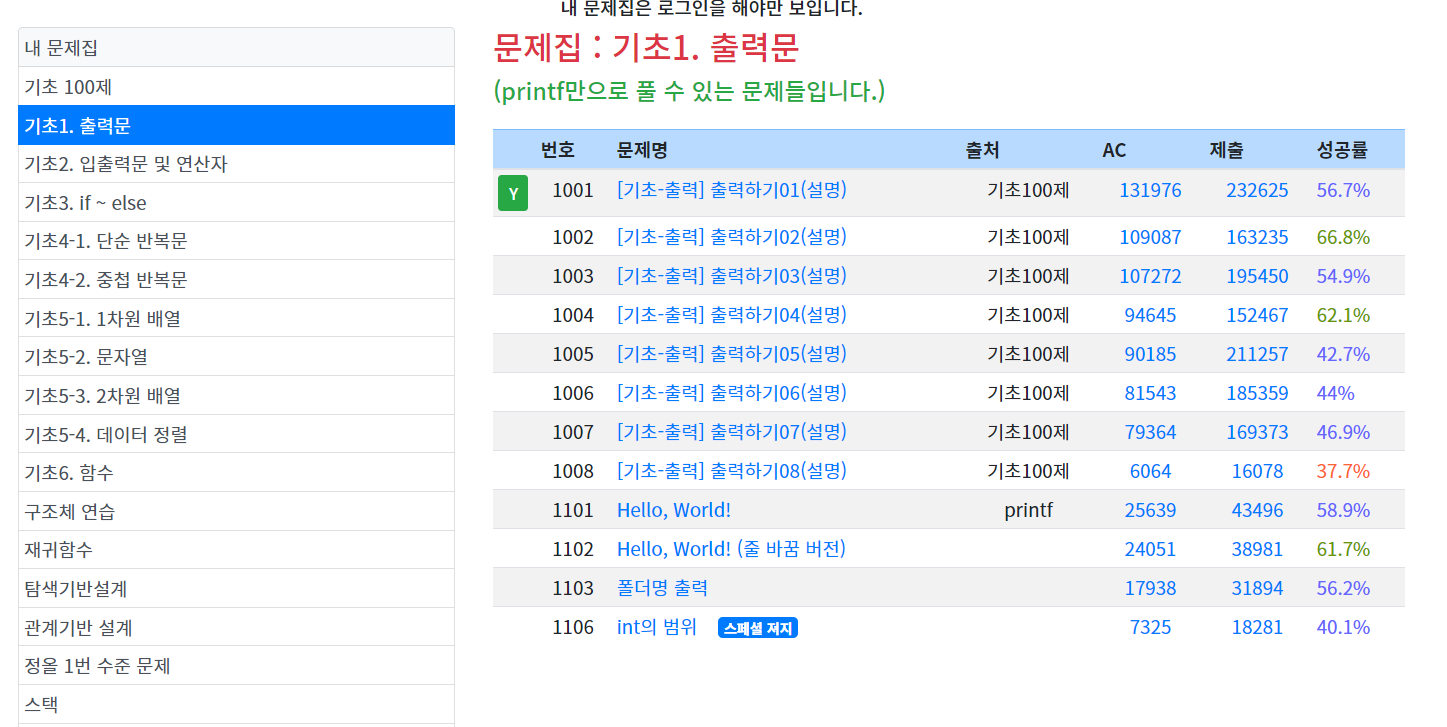 내 문제집은 로그인을 해야만 보입니다.
내 문제집
기초 100제
기초1. 출력문
기초2. 입출력문 및 연산자
기초3. if ~ else
기초4-1. 단순 반복문
기초4-2. 중첩 반복문
기초5-1. 1차원 배열
기초5-2. 문자열
기초5-3. 2차원 배열
기초5-4. 데이터 정렬
기초6. 함수
구조체 연습
재귀함수
탐색기반설계
관계기반 설계
정올 1번 수준 문제
스택
문제집 : 기초1. 출력문
(printf만으로 풀 수 있는 문제들입니다.)
번호 문제명 출처 AC 제출 성공률
Y 1001 [기초-출력] 출력하기01(설명) 기초100제 131976 232625 56.7%
1002 [기초-출력] 출력하기02(설명) 기초100제 109087 163235 66.8%
1003 [기초-출력] 출력하기03(설명) 기초100제 107272 195450 54.9%
1004 [기초-출력] 출력하기04(설명) 기초100제 94645 152467 62.1%
1005 [기초-출력] 출력하기05(설명) 기초100제 90185 211257 42.7%
1006 [기초-출력] 출력하기06(설명) 기초100제 81543 185359 44%
1007 [기초-출력] 출력하기07(설명) 기초100제 79364 169373 46.9%
1008 [기초-출력] 출력하기08(설명) 기초100제 6064 16078 37.7%
1101 Hello, World! printf 25639 43496 58.9%
1102 Hello, World! (줄 바꿈 버전) 24051 38981 61.7%
1103 폴더명 출력 17938 31894 56.2%
1106 int의 범위 스페셜 저지 7325 18281 40.1%